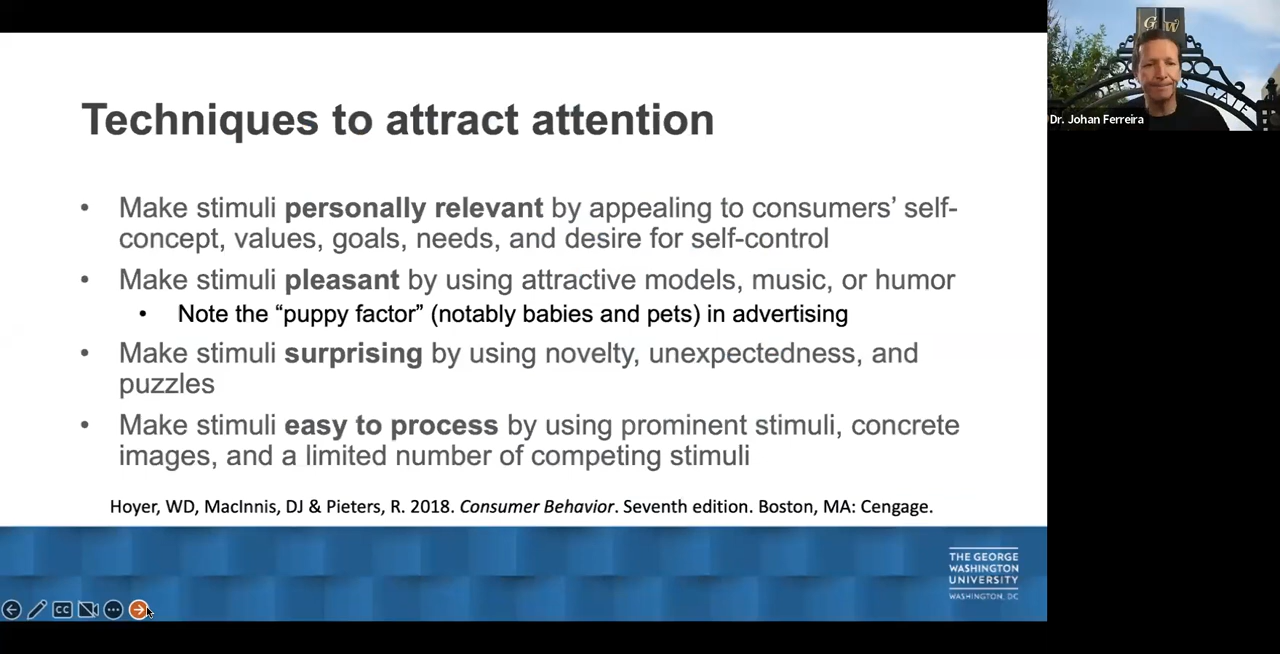 Techniques to attract attention
• Make stimuli personally relevant by appealing to consumers’ self-
concept, values, goals, needs, and desire for self-control
• Make stimuli pleasant by using attractive models, music, or humor
• Note the “puppy factor” (notably babies and pets) in advertising
• Make stimuli surprising by using novelty, unexpectedness, and
puzzles
• Make stimuli easy to process by using prominent stimuli, concrete
images, and a limited number of competing stimuli
Hoyer, WD, MacInnis, DJ & Pieters, R. 2018. Consumer Behavior. Seventh edition. Boston, MA: Cengage.
THE GEORGE
WASHINGTON
UNIVERSITY
WASHINGTON, DC
CC
GW
GATE
Dr. Johan Ferreira